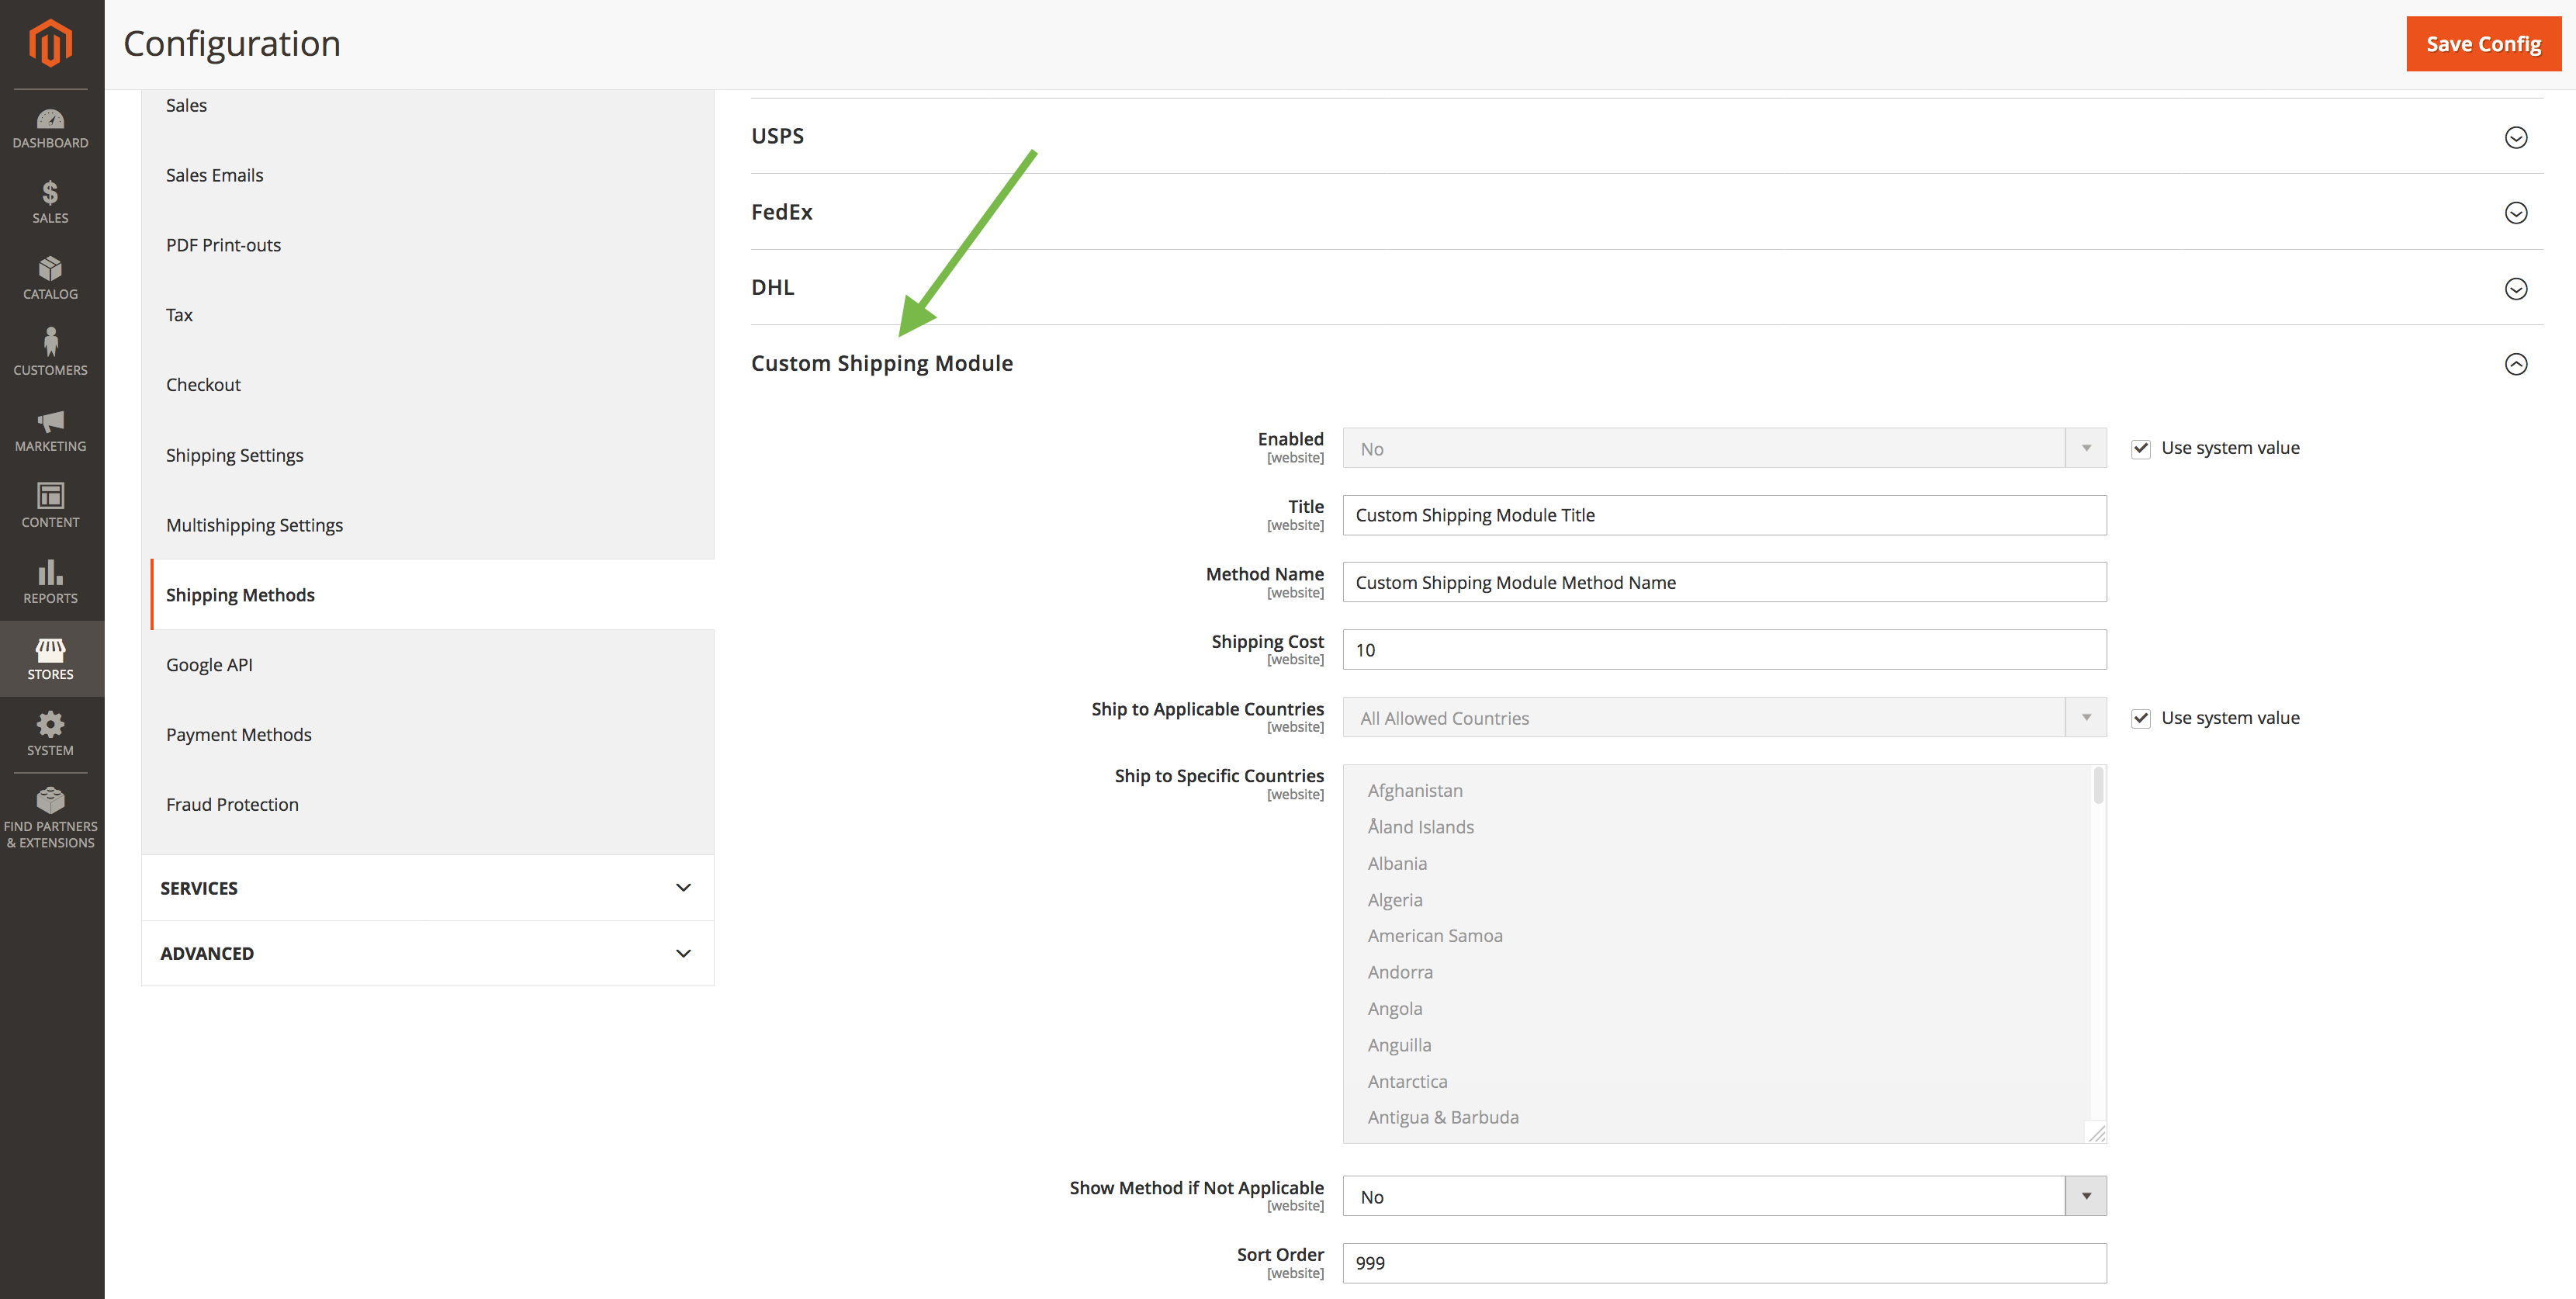 Configuration
Save Config
DASHBOARD
SALES
CATALOG
CUSTOMERS
MARKETING
CONTENT
REPORTS
STORES
SYSTEM
FIND PARTNERS
& EXTENSIONS
Sales
Sales Emails
PDF Print-outs
Tax
Checkout
Shipping Settings
Multishipping Settings
Shipping Methods
Google API
Payment Methods
Fraud Protection
SERVICES
ADVANCED
USPS
FedEx
DHL
Custom Shipping Module
Enabled
[website]
No
Use system value
Title
[website]
Custom Shipping Module Title
Method Name
[website]
Custom Shipping Module Method Name
Shipping Cost
[website]
10
Ship to Applicable Countries
[website]
All Allowed Countries
Use system value
Ship to Specific Countries
[website]
Afghanistan
Åland Islands
Albania
Algeria
American Samoa
Andorra
Angola
Anguilla
Antarctica
Antigua & Barbuda
Show Method if Not Applicable
[website]
No
Sort Order
[website]
999